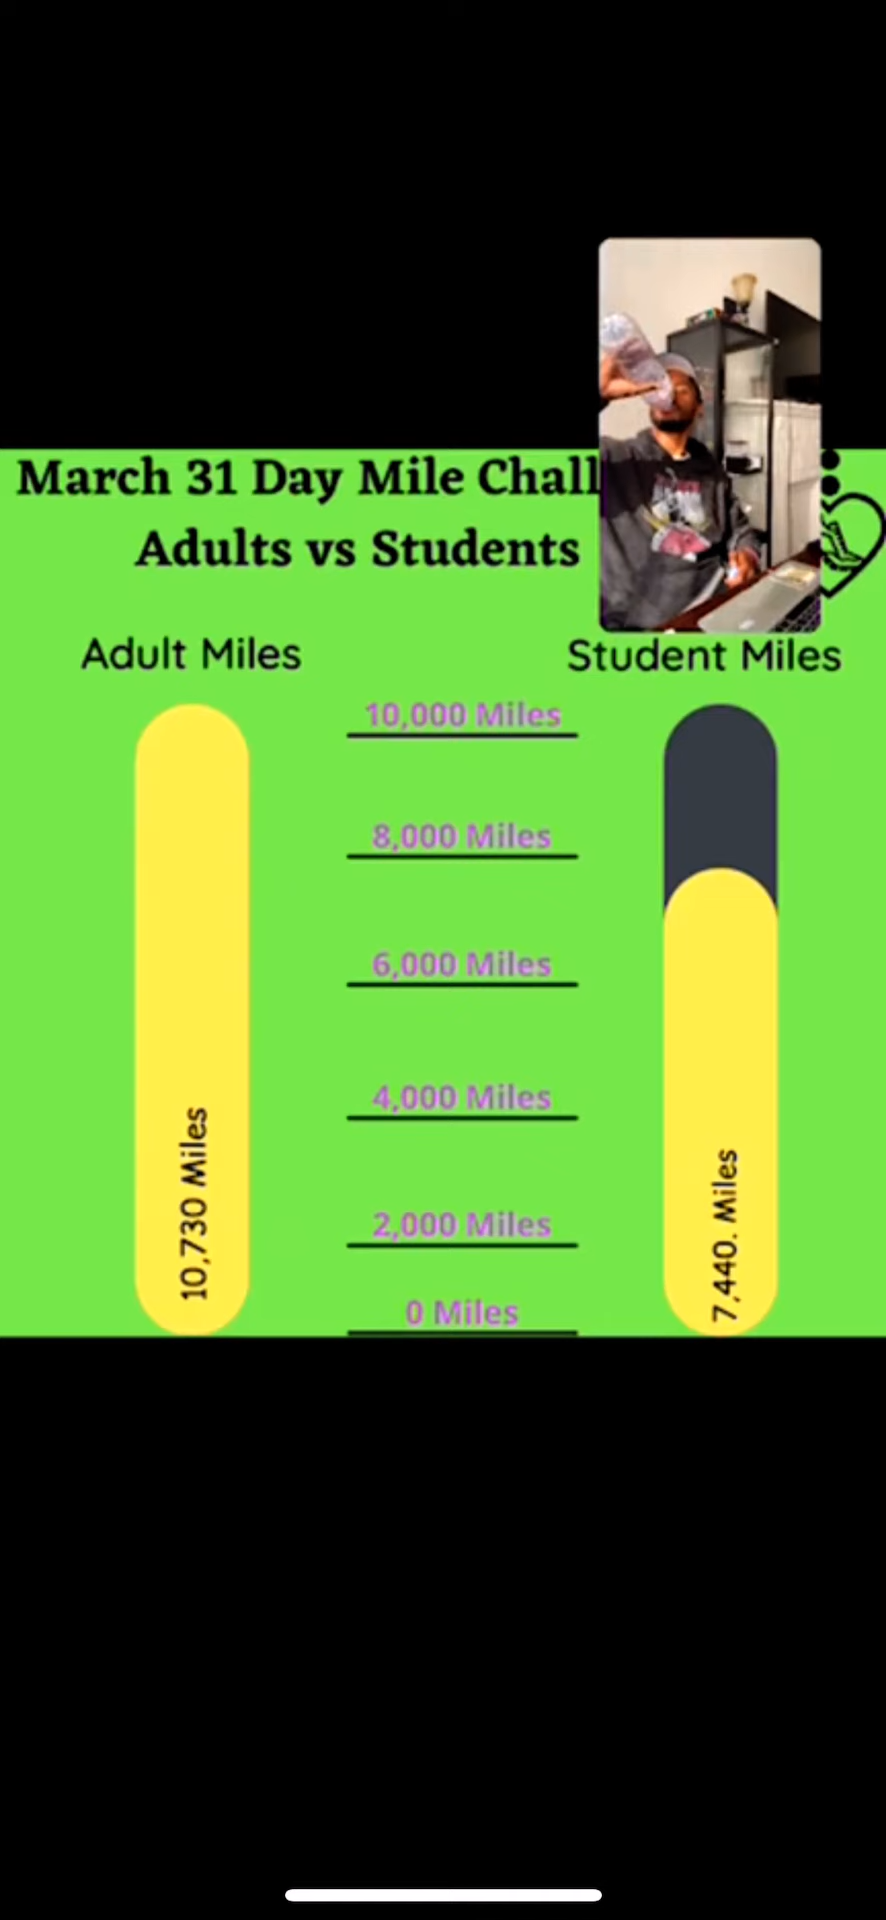 March 31 Day Mile Chall
Adults vs Students
Adult Miles
Student Miles
10,000 Miles
8,000 Miles
6,000 Miles
4,000 Miles
2,000 Miles
0 Miles
10,730 Miles
7,440. Miles